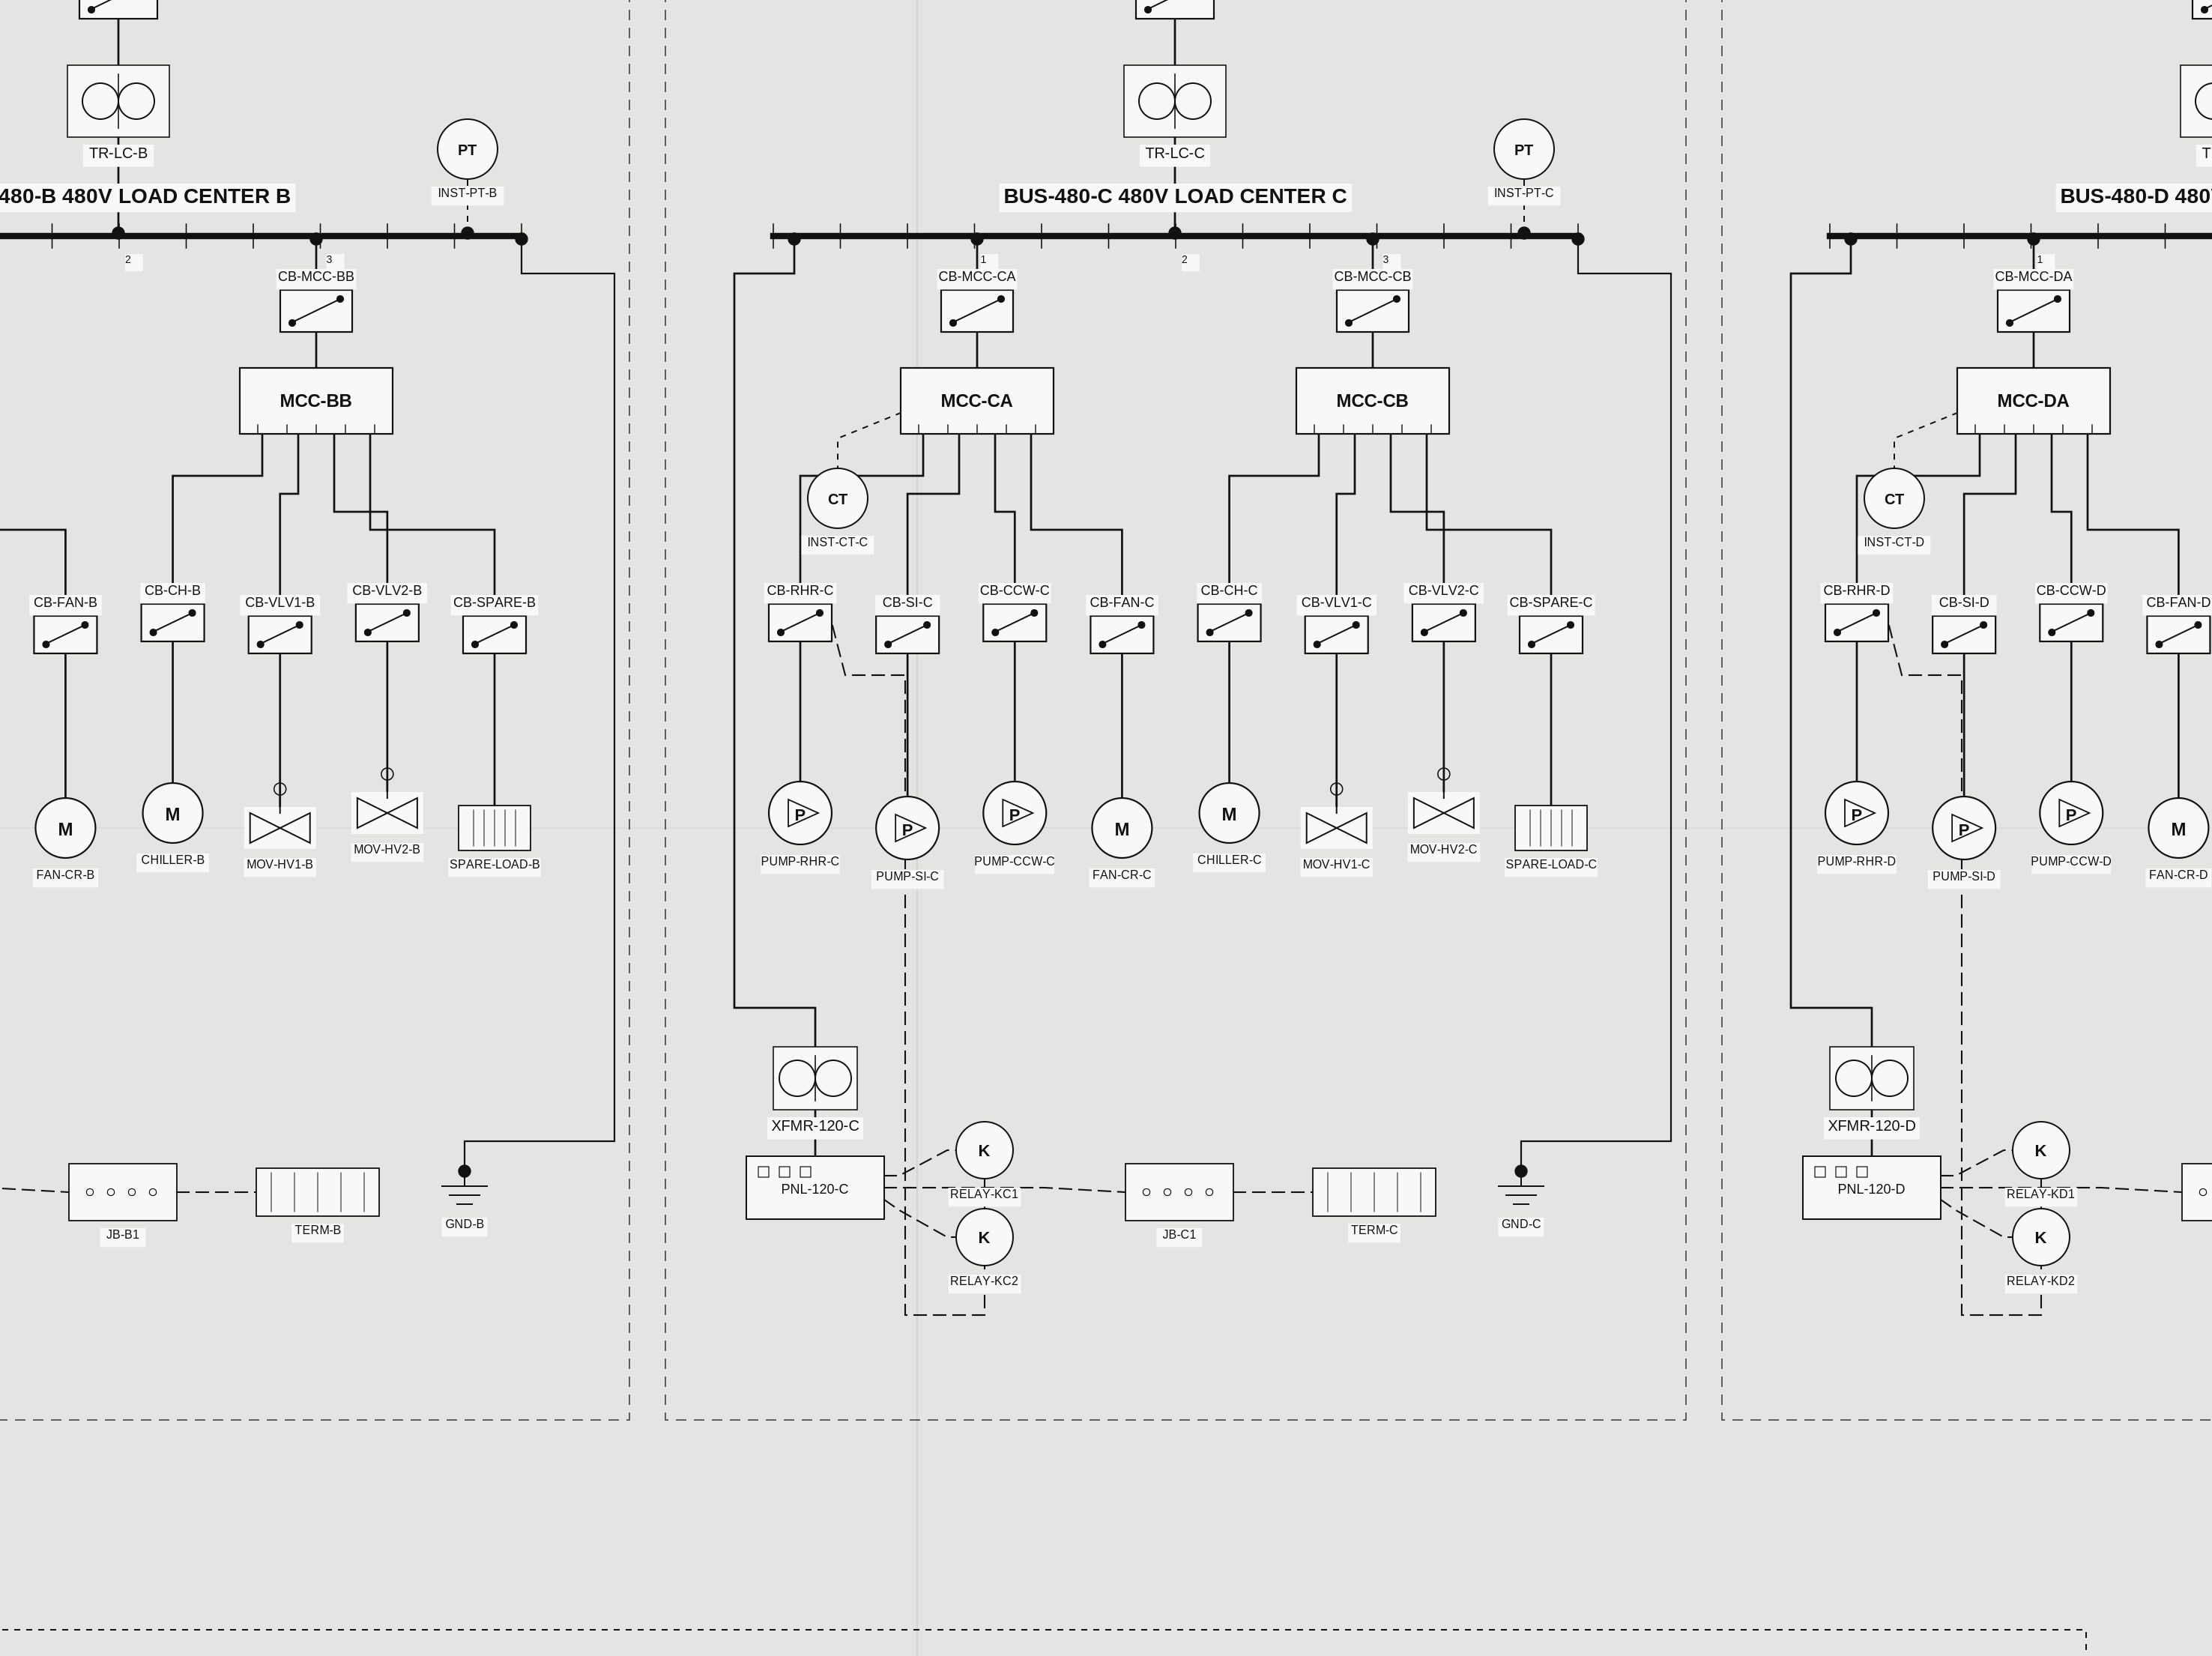 TR-LC-B
PT
INST-PT-B
480-B 480V LOAD CENTER B
2
3
CB-MCC-BB
MCC-BB
CB-FAN-B
CB-CH-B
CB-VLV1-B
CB-VLV2-B
CB-SPARE-B
M
M
FAN-CR-B
CHILLER-B
MOV-HV1-B
MOV-HV2-B
SPARE-LOAD-B
JB-B1
TERM-B
GND-B
TR-LC-C
PT
INST-PT-C
BUS-480-C 480V LOAD CENTER C
1
2
3
CB-MCC-CA
CB-MCC-CB
MCC-CA
MCC-CB
CT
INST-CT-C
CB-RHR-C
CB-SI-C
CB-CCW-C
CB-FAN-C
CB-CH-C
CB-VLV1-C
CB-VLV2-C
CB-SPARE-C
P
P
P
M
M
PUMP-RHR-C
PUMP-SI-C
PUMP-CCW-C
FAN-CR-C
CHILLER-C
MOV-HV1-C
MOV-HV2-C
SPARE-LOAD-C
XFMR-120-C
PNL-120-C
K
RELAY-KC1
K
RELAY-KC2
JB-C1
TERM-C
GND-C
T
BUS-480-D 480
1
CB-MCC-DA
MCC-DA
CT
INST-CT-D
CB-RHR-D
CB-SI-D
CB-CCW-D
CB-FAN-D
P
P
P
M
PUMP-RHR-D
PUMP-SI-D
PUMP-CCW-D
FAN-CR-D
XFMR-120-D
PNL-120-D
K
RELAY-KD1
K
RELAY-KD2